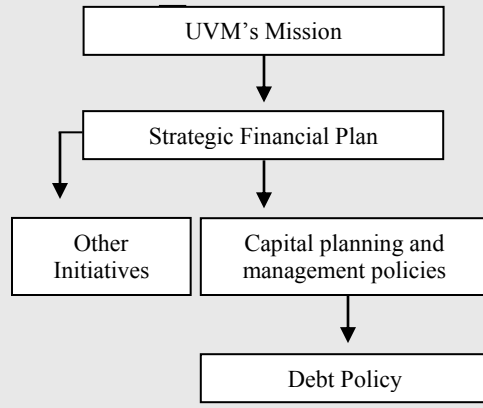 UVM’s Mission
Strategic Financial Plan
Other
Initiatives
Capital planning and
management policies
Debt Policy